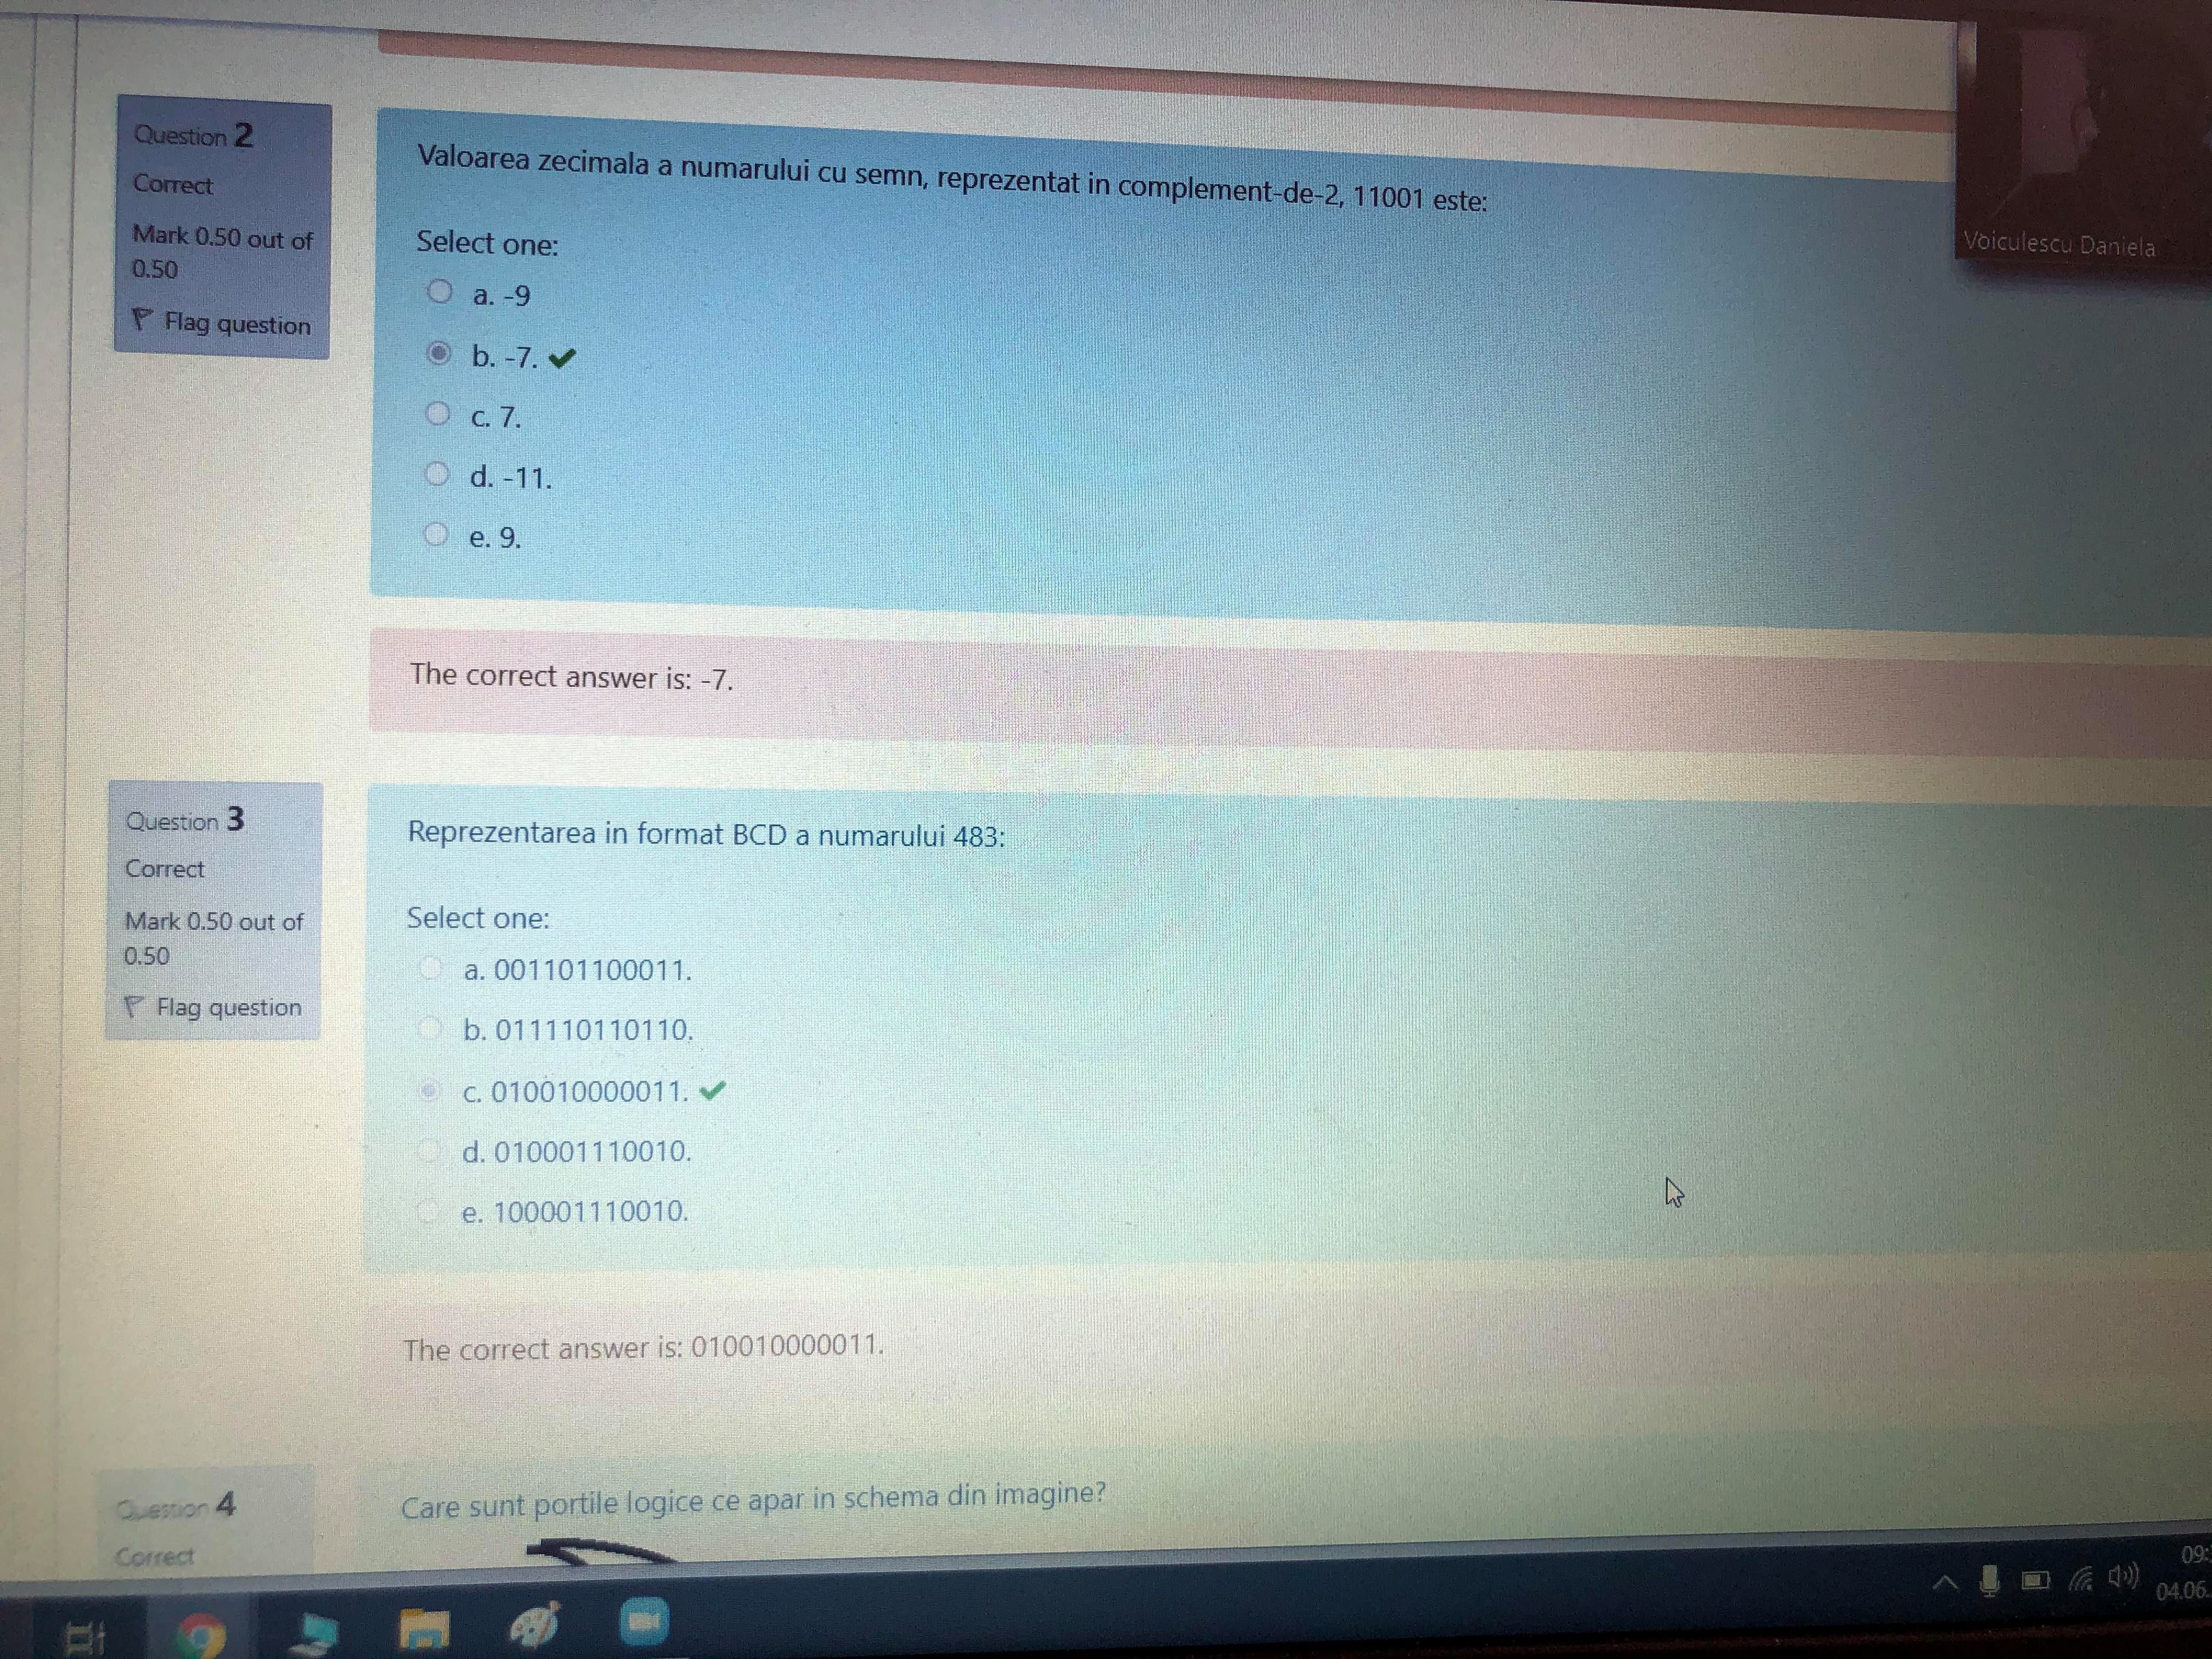 Question 2
Correct
Mark 0.50 out of
0.50
Flag question
Valoarea zecimala a numarului cu semn, reprezentat in complement-de-2, 11001 este:
Select one:
a. -9
b. -7.
c. 7.
d. -11.
e. 9.
The correct answer is: -7.
Voiculescu Daniela
Question 3
Correct
Mark 0.50 out of
0.50
Flag question
Reprezentarea in format BCD a numarului 483:
Select one:
a. 001101100011.
b. 011110110110.
c. 010010000011.
d. 010001110010.
e. 100001110010.
The correct answer is: 010010000011.
Question 4
Correct
Care sunt portile logice ce apar in schema din imagine?
09:
04.06.